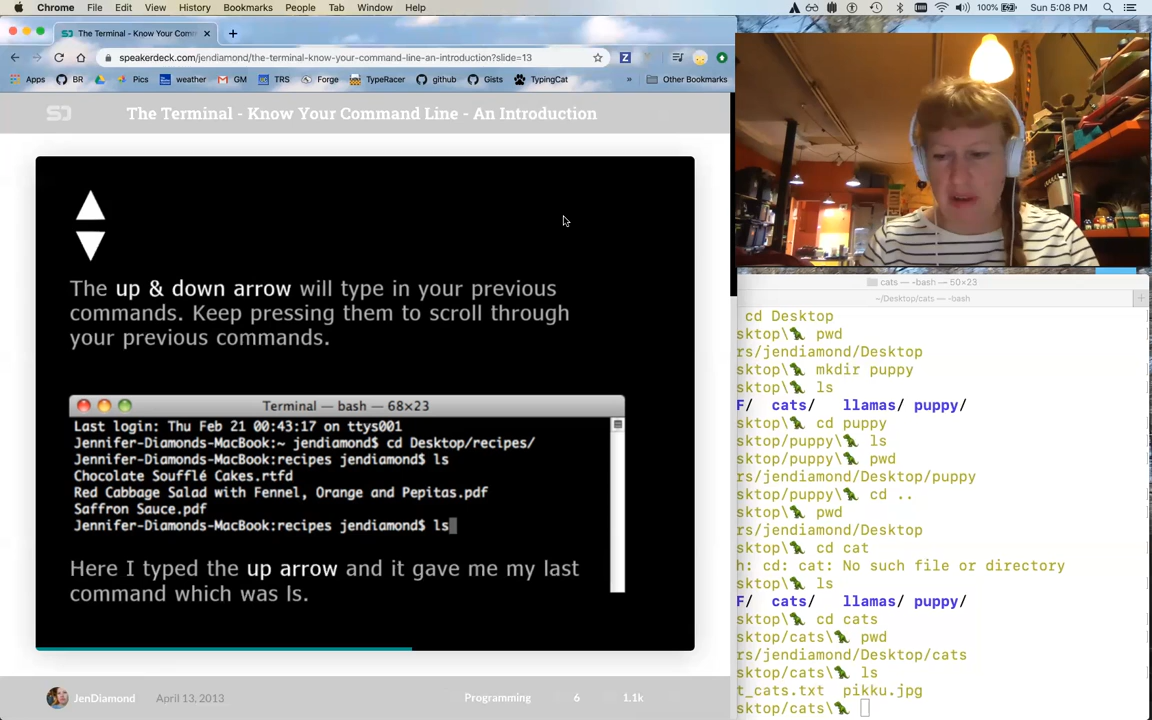 Chrome File Edit View History Bookmarks People Tab Window Help 100% Sun 5:08 PM
The Terminal - Know Your Com
speakerdeck.com/jendiamond/the-terminal-know-your-command-line-an-introduction?slide=13
Apps BR Pics weather GM TRS Forge TypeRacer github Gists TypingCat » Other Bookmarks
The Terminal - Know Your Command Line - An Introduction
The up & down arrow will type in your previous
commands. Keep pressing them to scroll through
your previous commands.
Terminal — bash — 68×23
Last login: Thu Feb 21 00:43:17 on ttys001
Jennifer-Diamonds-MacBook:~ jendiamond$ cd Desktop/recipes/
Jennifer-Diamonds-MacBook:recipes jendiamond$ ls
Chocolate Soufflé Cakes.rtfd
Red Cabbage Salad with Fennel, Orange and Pepitas.pdf
Saffron Sauce.pdf
Jennifer-Diamonds-MacBook:recipes jendiamond$ ls
Here I typed the up arrow and it gave me my last
command which was ls.
JenDiamond April 13, 2013 Programming 6 1.1k
cats — -bash — 50×23
~/Desktop/cats — -bash
cd Desktop
sktop\🦖 pwd
rs/jendiamond/Desktop
sktop\🦖 mkdir puppy
sktop\🦖 ls
F/ cats/ llamas/ puppy/
sktop\🦖 cd puppy
sktop/puppy\🦖 ls
sktop/puppy\🦖 pwd
rs/jendiamond/Desktop/puppy
sktop/puppy\🦖 cd ..
sktop\🦖 pwd
rs/jendiamond/Desktop
sktop\🦖 cd cat
h: cd: cat: No such file or directory
sktop\🦖 ls
F/ cats/ llamas/ puppy/
sktop\🦖 cd cats
sktop/cats\🦖 pwd
rs/jendiamond/Desktop/cats
sktop/cats\🦖 ls
t_cats.txt pikku.jpg
sktop/cats\🦖